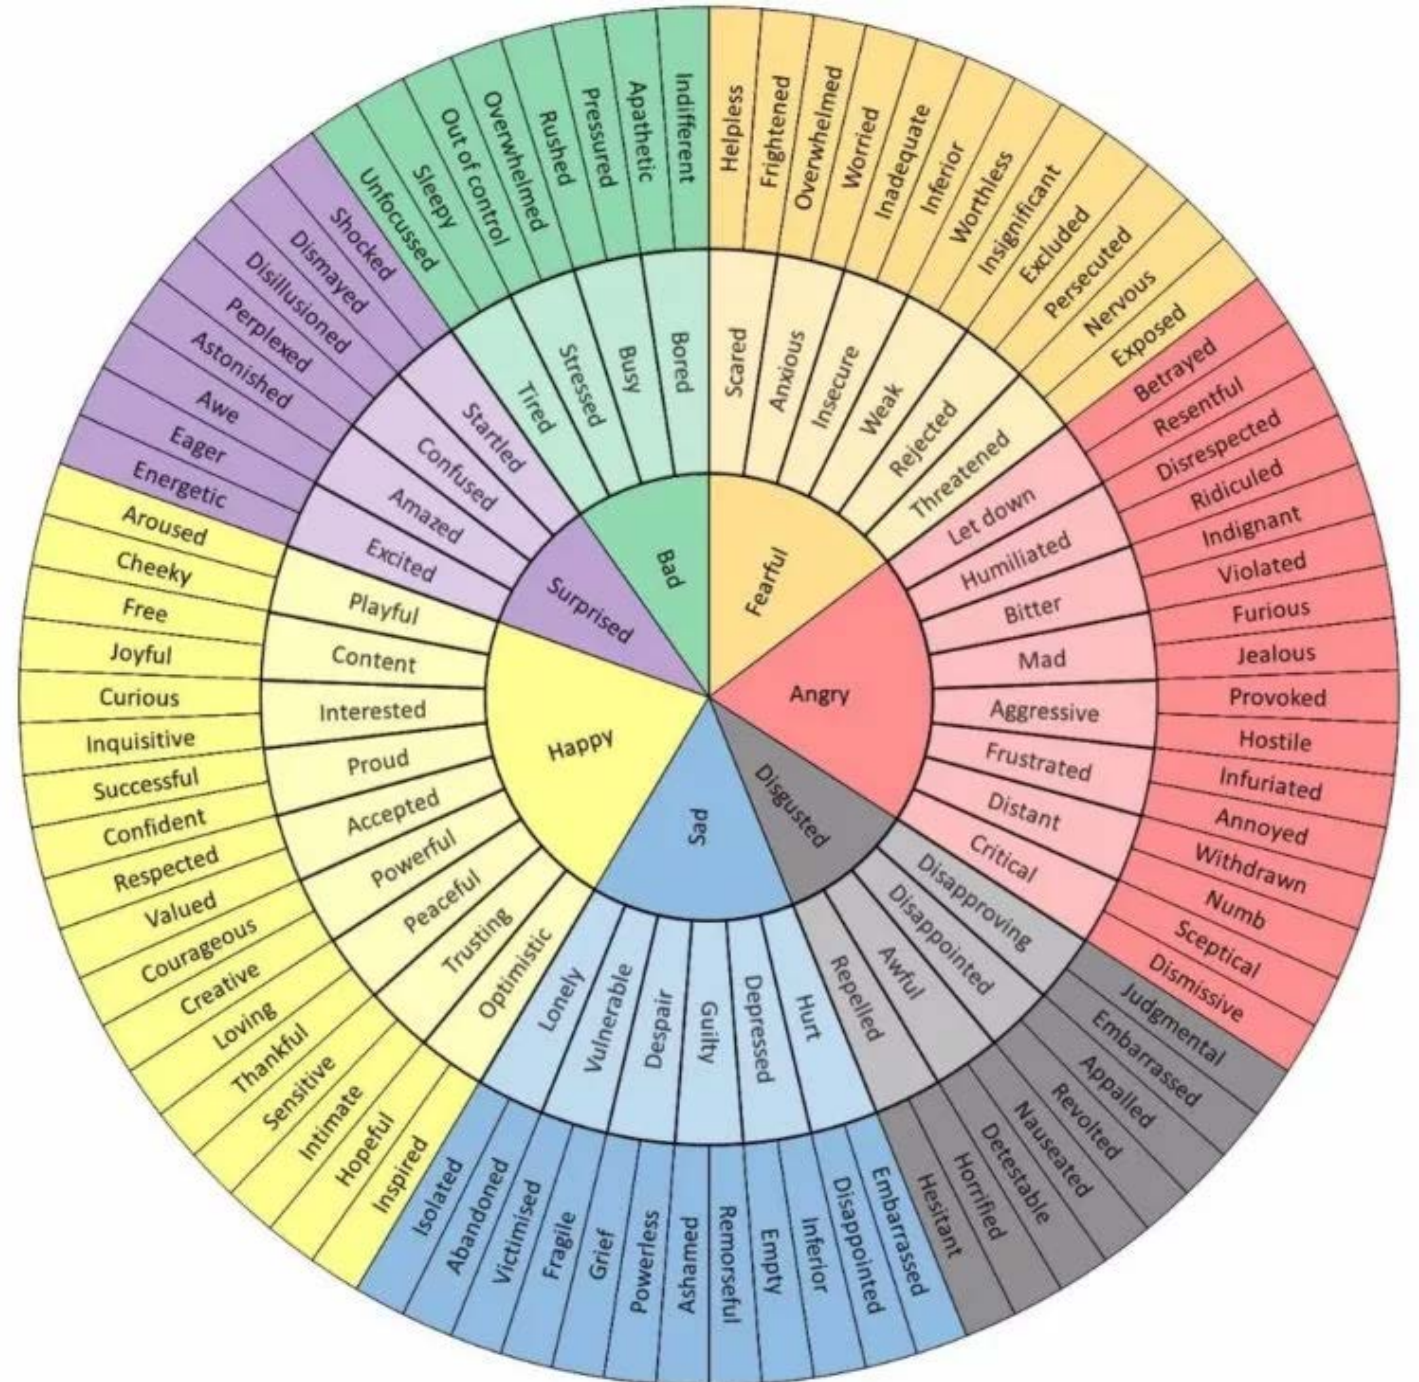 Bad
Fearful
Angry
Disgusted
Sad
Happy
Surprised
Scared
Anxious
Insecure
Weak
Rejected
Threatened
Let down
Humiliated
Bitter
Mad
Aggressive
Frustrated
Distant
Critical
Disapproving
Disappointed
Awful
Repelled
Hurt
Depressed
Guilty
Despair
Vulnerable
Lonely
Optimistic
Trusting
Peaceful
Powerful
Accepted
Proud
Interested
Content
Playful
Excited
Amazed
Confused
Startled
Tired
Stressed
Busy
Bored
Helpless
Frightened
Overwhelmed
Worried
Inadequate
Inferior
Worthless
Insignificant
Excluded
Persecuted
Nervous
Exposed
Betrayed
Resentful
Disrespected
Ridiculed
Indignant
Violated
Furious
Jealous
Provoked
Hostile
Infuriated
Annoyed
Withdrawn
Numb
Sceptical
Dismissive
Judgmental
Embarrassed
Appalled
Revolted
Nauseated
Detestable
Horrified
Hesitant
Embarrassed
Disappointed
Inferior
Empty
Remorseful
Ashamed
Powerless
Grief
Fragile
Victimised
Abandoned
Isolated
Inspired
Hopeful
Intimate
Sensitive
Thankful
Loving
Creative
Courageous
Valued
Respected
Confident
Successful
Inquisitive
Curious
Joyful
Free
Cheeky
Aroused
Energetic
Eager
Awe
Astonished
Perplexed
Disillusioned
Dismayed
Shocked
Unfocussed
Sleepy
Out of control
Overwhelmed
Rushed
Pressured
Apathetic
Indifferent